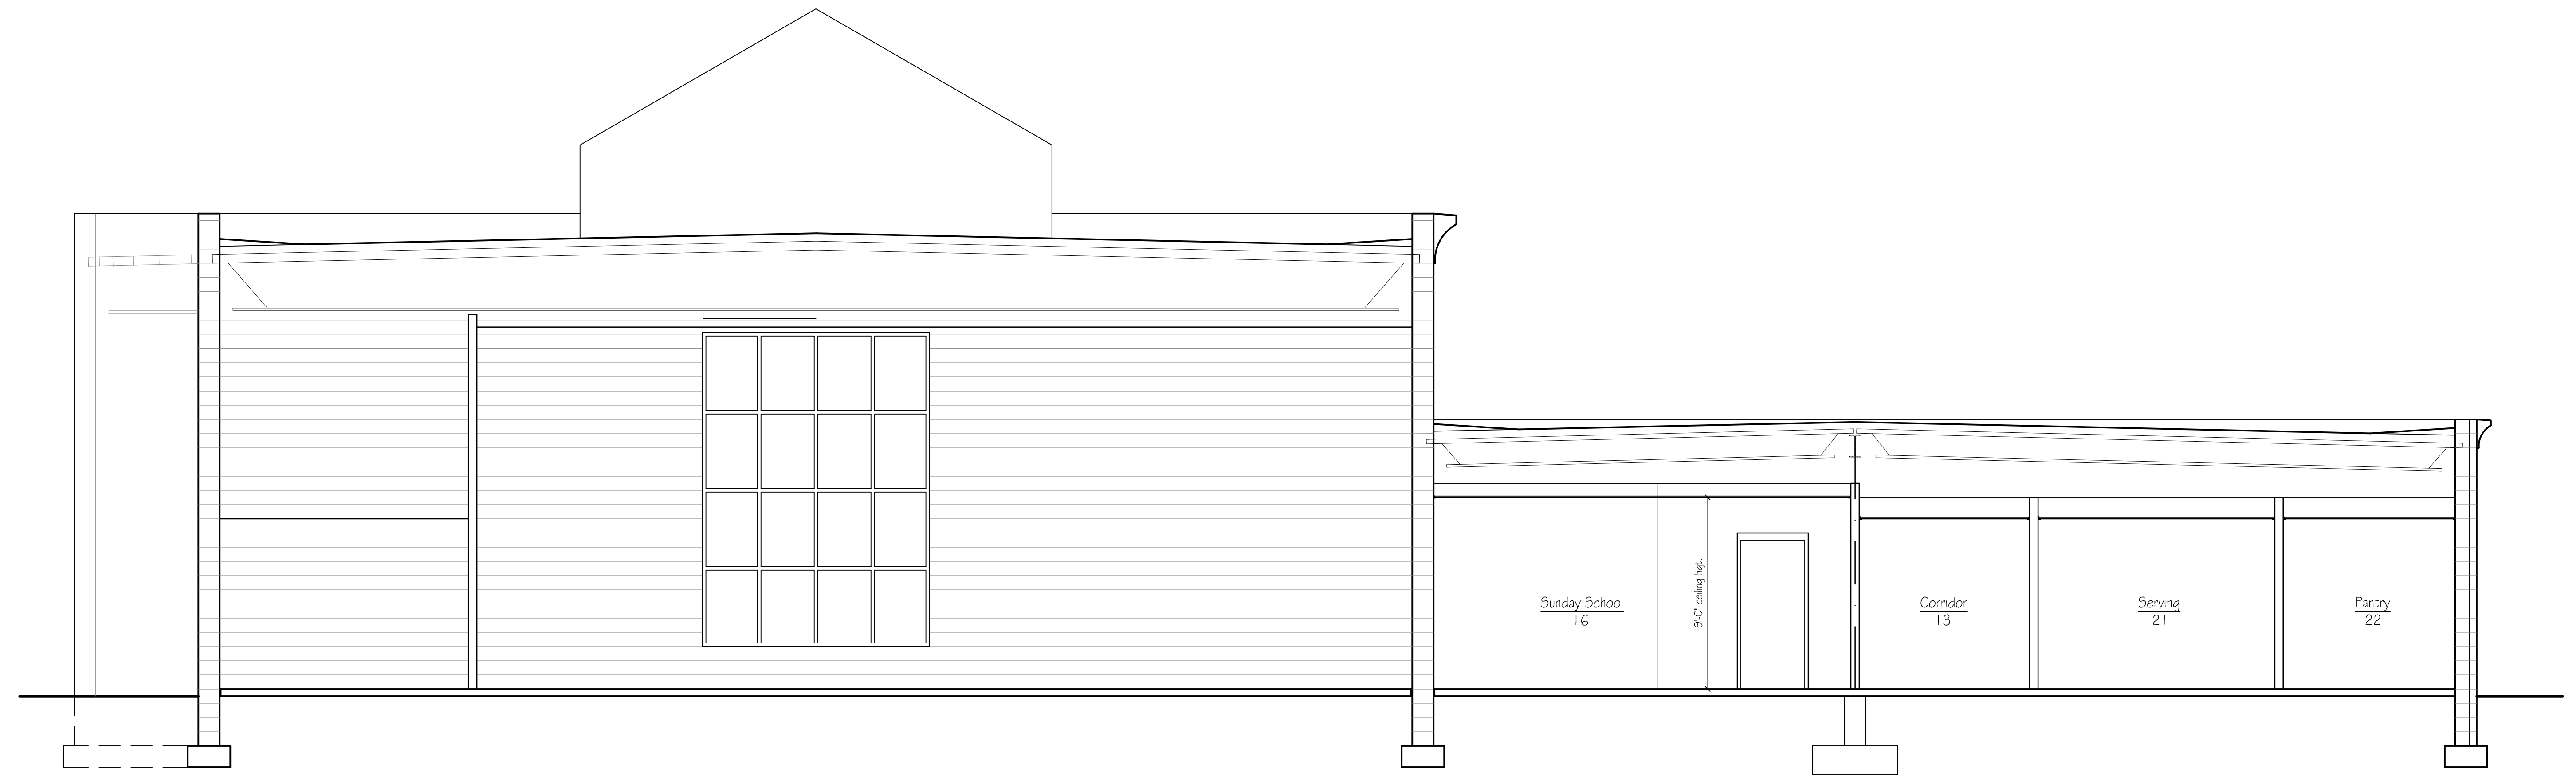 Sunday School
16
9'-0" ceiling hgt.
Corridor
13
Serving
21
Pantry
22